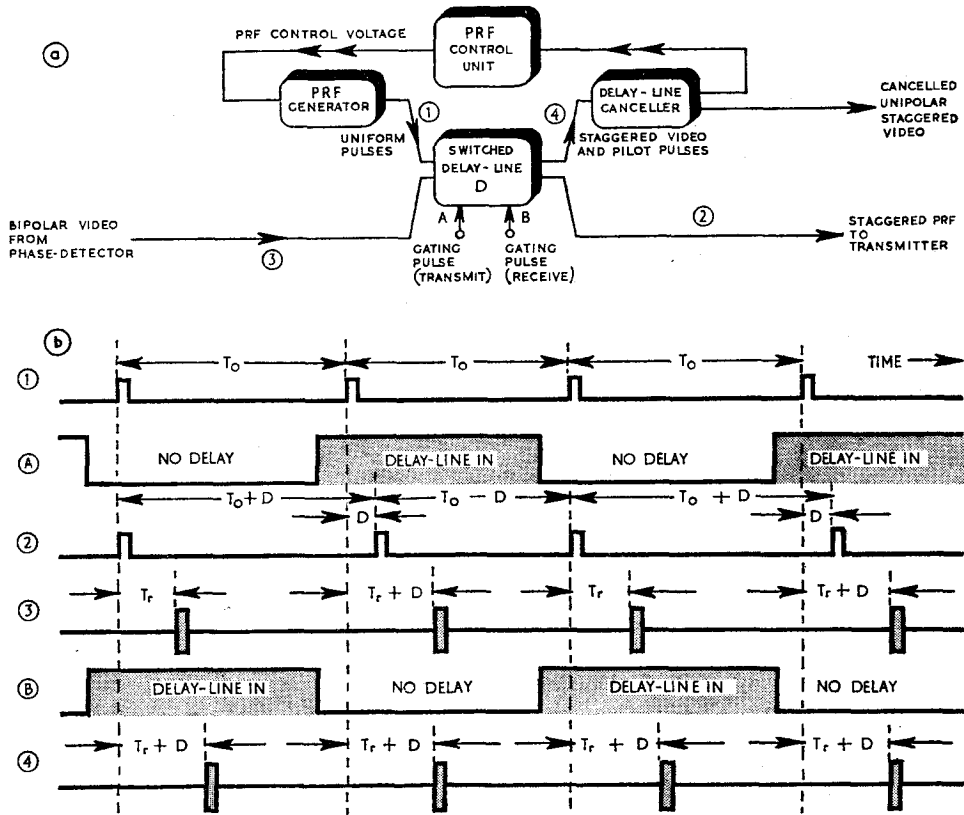 a
PRF CONTROL VOLTAGE
PRF
CONTROL
UNIT
PRF
GENERATOR
DELAY-LINE
CANCELLER
CANCELLED
UNIPOLAR
STAGGERED
VIDEO
1
4
UNIFORM
PULSES
STAGGERED VIDEO
AND PILOT PULSES
SWITCHED
DELAY-LINE
D
A
B
2
BIPOLAR VIDEO
FROM
PHASE-DETECTOR
3
GATING
PULSE
(TRANSMIT)
GATING
PULSE
(RECEIVE)
STAGGERED PRF
TO
TRANSMITTER
b
T₀ T₀ T₀ TIME
1
A
NO DELAY DELAY-LINE IN NO DELAY DELAY-LINE IN
T₀ + D T₀ - D T₀ + D
D D
2
Tr Tr + D Tr Tr + D
3
B
DELAY-LINE IN NO DELAY DELAY-LINE IN NO DELAY
Tr + D Tr + D Tr + D Tr + D
4